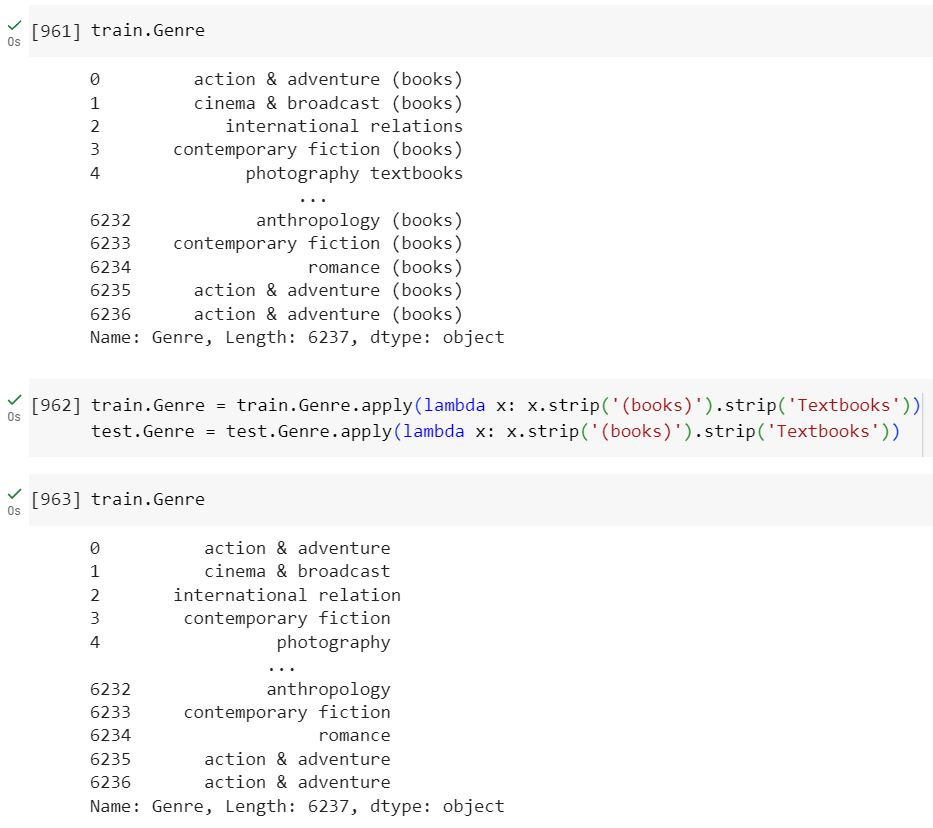 [961] train.Genre
0s
0 action & adventure (books)
1 cinema & broadcast (books)
2 international relations
3 contemporary fiction (books)
4 photography textbooks
...
6232 anthropology (books)
6233 contemporary fiction (books)
6234 romance (books)
6235 action & adventure (books)
6236 action & adventure (books)
Name: Genre, Length: 6237, dtype: object
[962] train.Genre = train.Genre.apply(lambda x: x.strip('(books)').strip('Textbooks'))
0s
test.Genre = test.Genre.apply(lambda x: x.strip('(books)').strip('Textbooks'))
[963] train.Genre
0s
0 action & adventure
1 cinema & broadcast
2 international relation
3 contemporary fiction
4 photography
...
6232 anthropology
6233 contemporary fiction
6234 romance
6235 action & adventure
6236 action & adventure
Name: Genre, Length: 6237, dtype: object